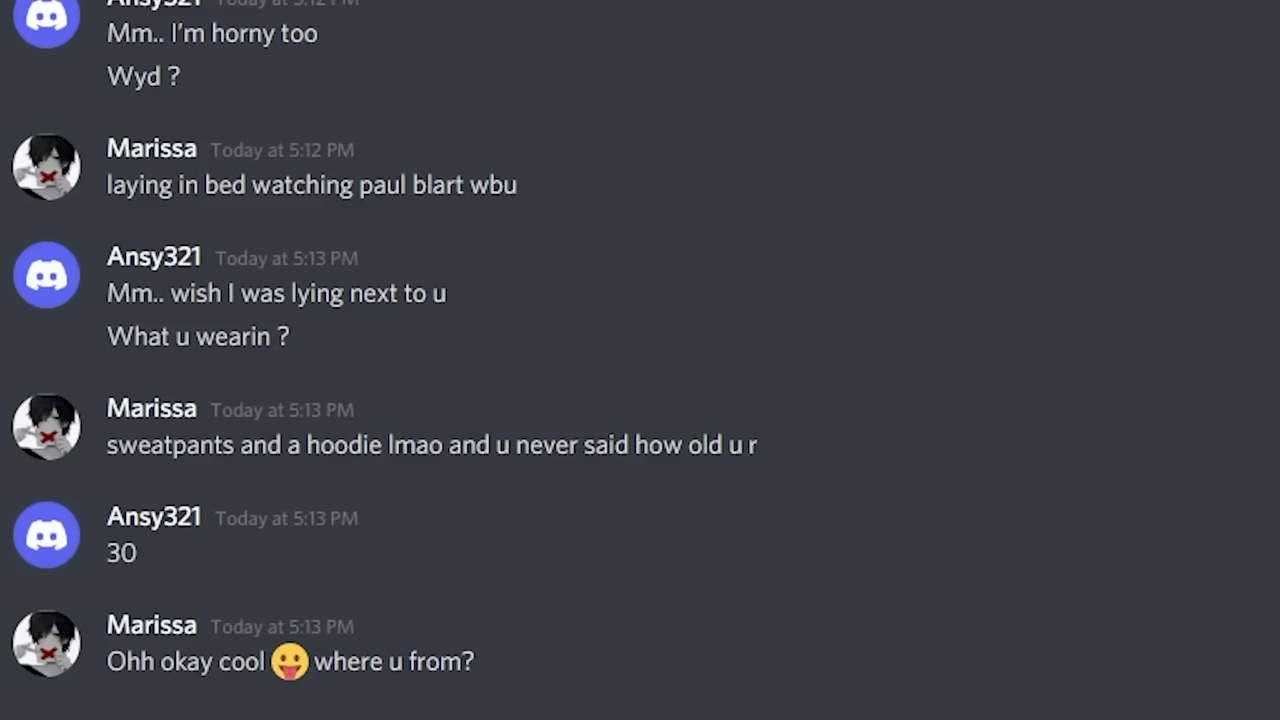 Ansy321 Today at 5:12 PM
Mm.. I'm horny too
Wyd ?
Marissa Today at 5:12 PM
laying in bed watching paul blart wbu
Ansy321 Today at 5:13 PM
Mm.. wish I was lying next to u
What u wearin ?
Marissa Today at 5:13 PM
sweatpants and a hoodie lmao and u never said how old u r
Ansy321 Today at 5:13 PM
30
Marissa Today at 5:13 PM
Ohh okay cool 😛 where u from?